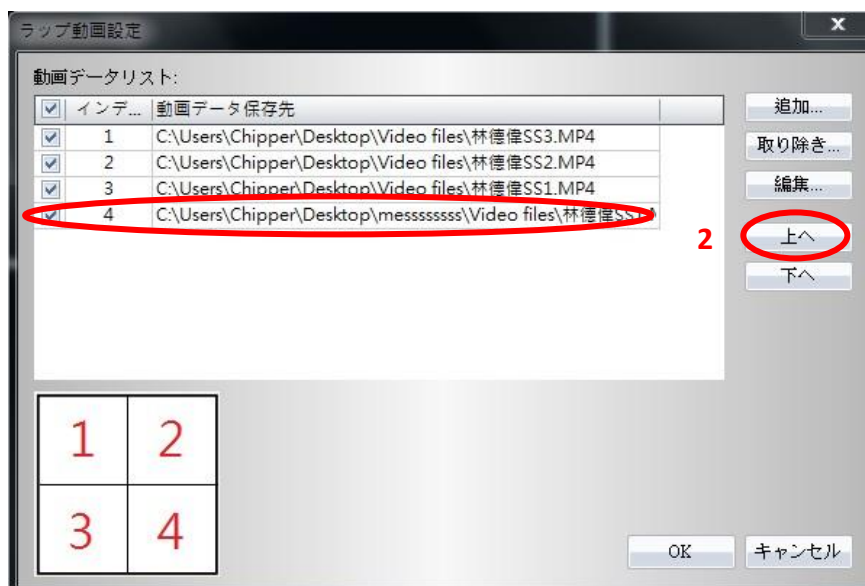 ラップ動画設定
X
動画データリスト:
インデ... 動画データ保存先
1 C:\Users\Chipper\Desktop\Video files\林德偉SS3.MP4
2 C:\Users\Chipper\Desktop\Video files\林德偉SS2.MP4
3 C:\Users\Chipper\Desktop\Video files\林德偉SS1.MP4
4 C:\Users\Chipper\Desktop\messsssss\Video files\林德偉SS1
追加...
取り除き...
編集...
2 上へ
下へ
1 2
3 4
OK キャンセル